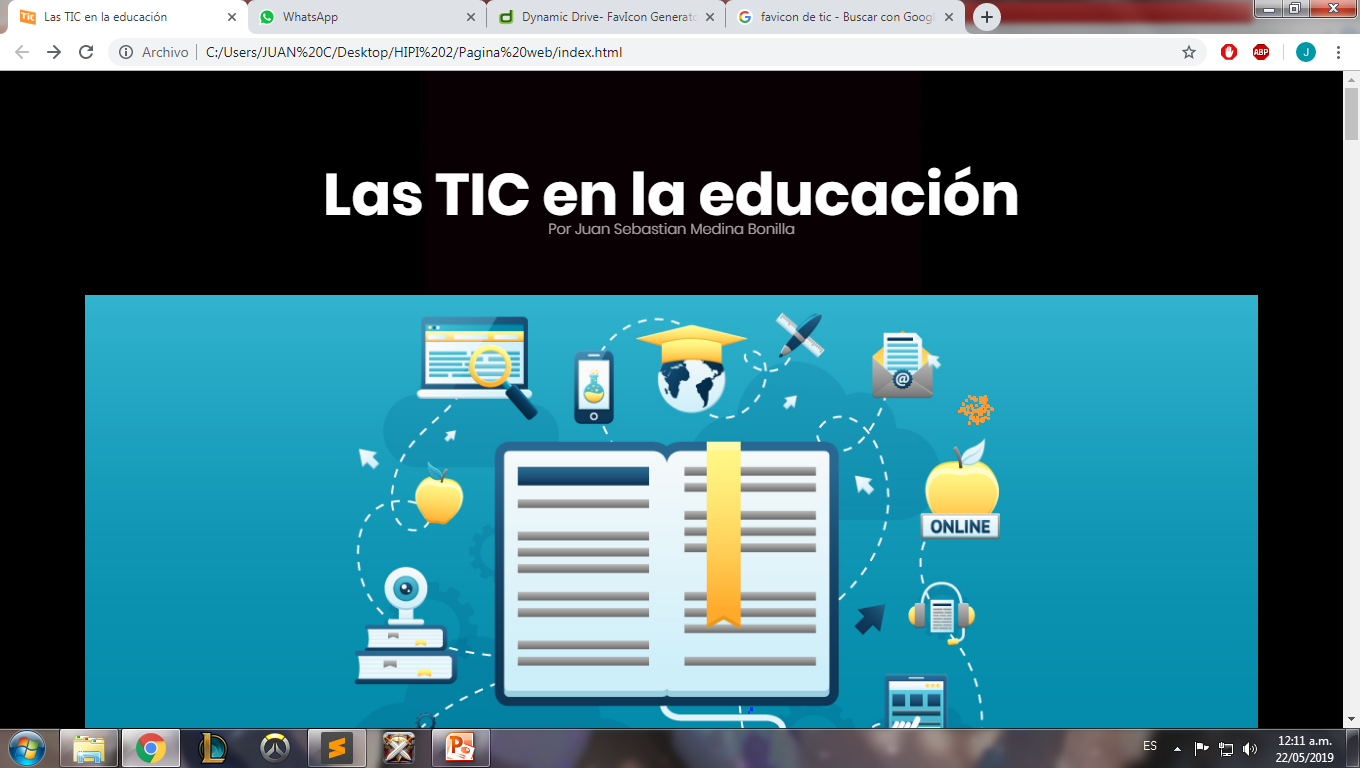 Tic Las TIC en la educación
WhatsApp
Dynamic Drive- FavIcon Generato
favicon de tic - Buscar con Googl
Archivo
C:/Users/JUAN%20C/Desktop/HIPI%202/Pagina%20web/index.html
ABP
J
Las TIC en la educación
Por Juan Sebastian Medina Bonilla
@
ONLINE
ES
12:11 a.m.
22/05/2019